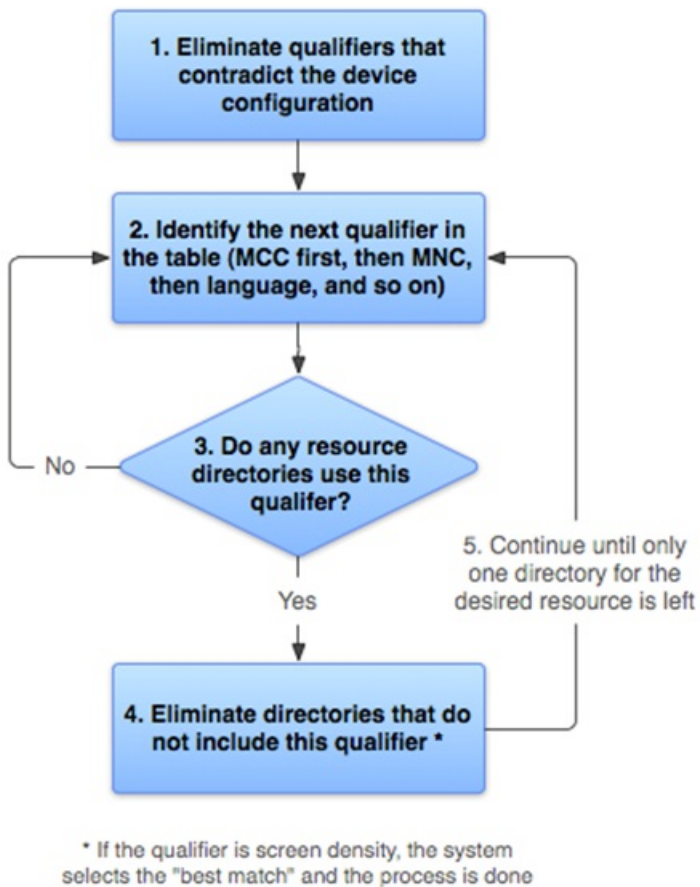 1. Eliminate qualifiers that
contradict the device
configuration
2. Identify the next qualifier in
the table (MCC first, then MNC,
then language, and so on)
3. Do any resource
directories use this
qualifer?
No
Yes
5. Continue until only
one directory for the
desired resource is left
4. Eliminate directories that do
not include this qualifier *
* If the qualifier is screen density, the system
selects the "best match" and the process is done